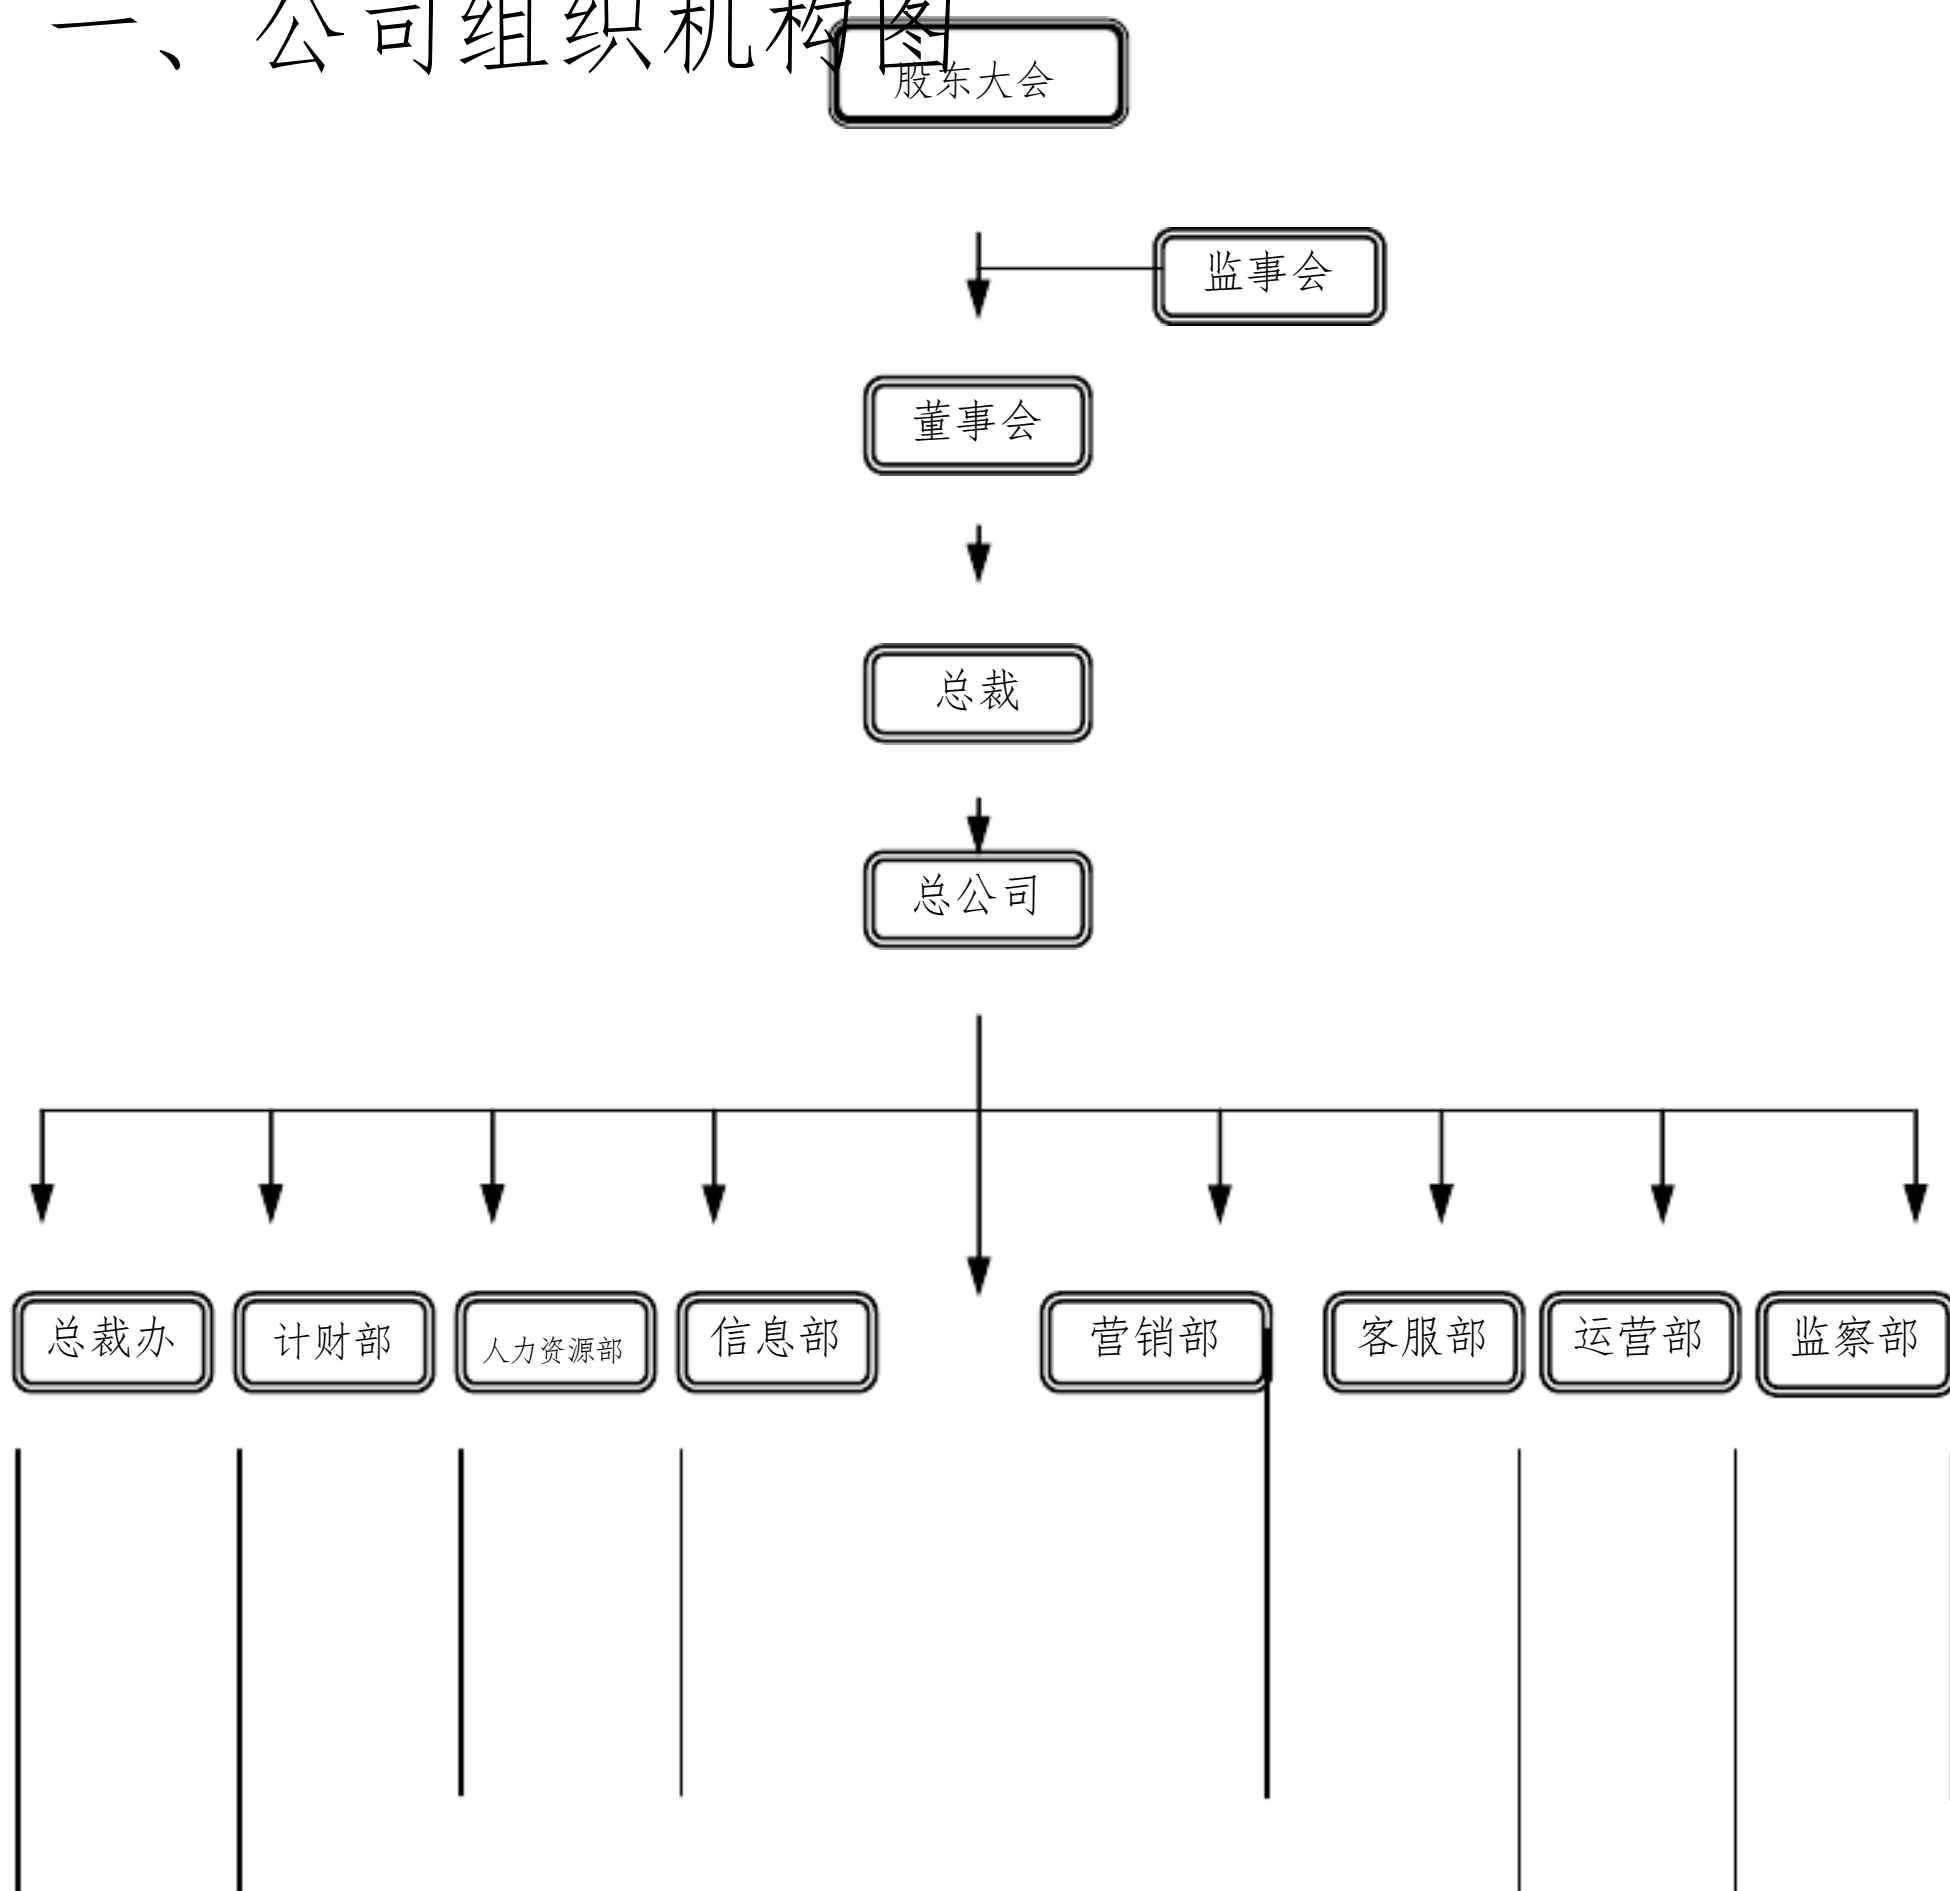 一、公司组织机构图
股东大会
监事会
董事会
总裁
总公司
总裁办
计财部
人力资源部
信息部
营销部
客服部
运营部
监察部